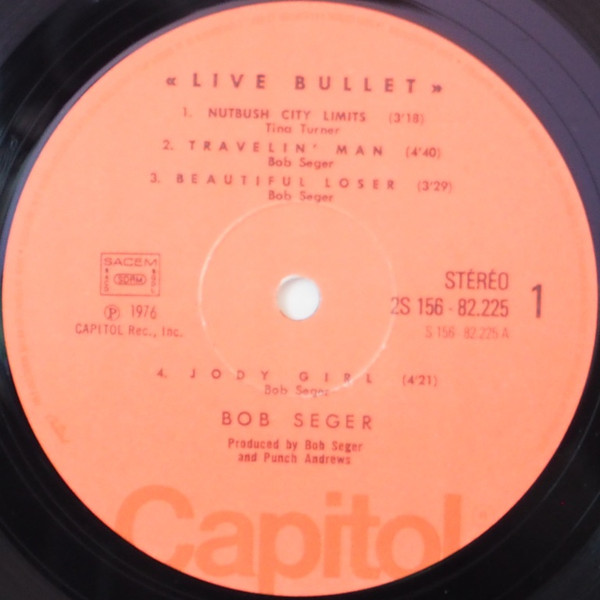 « LIVE BULLET »
1. NUTBUSH CITY LIMITS (3'18)
Tina Turner
2. TRAVELIN' MAN (4'40)
Bob Seger
3. BEAUTIFUL LOSER (3'29)
Bob Seger
SACEM
SDRM
STÉRÉO
2S 156 - 82.225 1
S 156 - 82.225 A
Ⓟ 1976
CAPITOL Rec., Inc.
4. JODY GIRL (4'21)
Bob Seger
BOB SEGER
Produced by Bob Seger
and Punch Andrews
Capitol